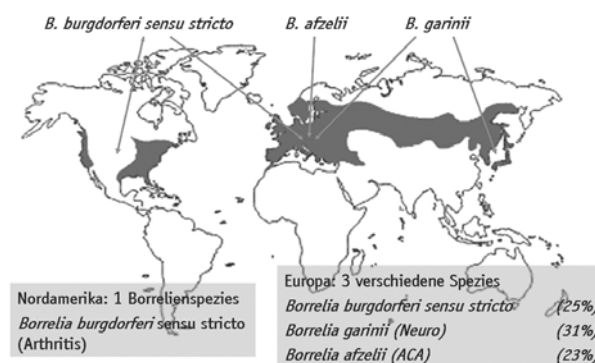 B. burgdorferi sensu stricto B. afzelii B. garinii
Nordamerika: 1 Borrelienspezies
Borrelia burgdorferi sensu stricto
(Arthritis)
Europa: 3 verschiedene Spezies
Borrelia burgdorferi sensu stricto (25%)
Borrelia garinii (Neuro) (31%)
Borrelia afzelii (ACA) (23%)